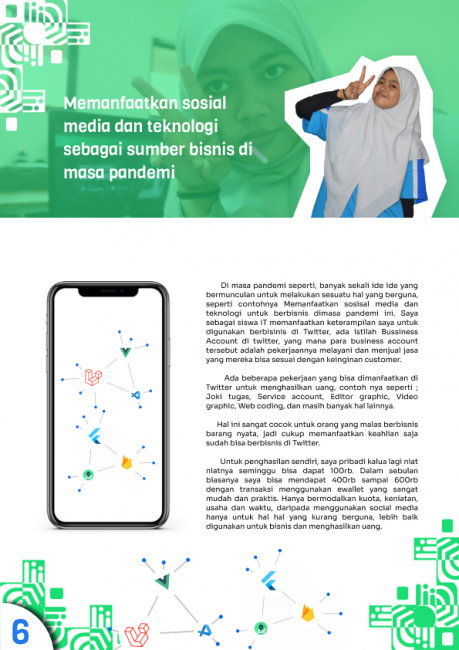 Memanfaatkan sosial
media dan teknologi
sebagai sumber bisnis di
masa pandemi
Di masa pandemi seperti, banyak sekali ide ide yang
bermunculan untuk melakukan sesuatu hal yang berguna,
seperti contohnya Memanfaatkan sosisal media dan
teknologi untuk berbisnis dimasa pandemi ini. Saya
sebagai siswa IT memanfaatkan keterampilan saya untuk
digunakan berbisinis di Twitter, ada istilah Bussiness
Account di twitter, yang mana para business account
tersebut adalah pekerjaannya melayani dan menjual jasa
yang mereka bisa sesuai dengan keinginan customer.
Ada beberapa pekerjaan yang bisa dimanfaatkan di
Twitter untuk menghasilkan uang, contoh nya seperti ;
Joki tugas, Service account, Editor graphic, Video
graphic, Web coding, dan masih banyak hal lainnya.
Hal ini sangat cocok untuk orang yang malas berbisnis
barang nyata, jadi cukup memanfaatkan keahlian saja
sudah bisa berbisnis di Twitter.
Untuk penghasilan sendiri, saya pribadi kalua lagi niat
niatnya seminggu bisa dapat 100rb. Dalam sebulan
biasanya saya bisa mendapat 400rb sampai 600rb
dengan transaksi menggunakan ewallet yang sangat
mudah dan praktis. Hanya bermodalkan kuota, keniatan,
usaha dan waktu, daripada menggunakan social media
hanya untuk hal hal yang kurang berguna, lebih baik
digunakan untuk bisnis dan menghasilkan uang.
6